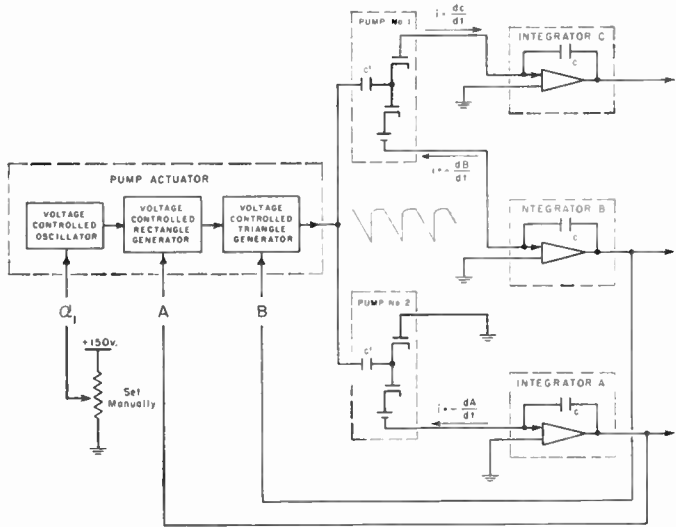 PUMP No. 1
i = dc/dt
INTEGRATOR C
C
C'
i = - dB/dt
PUMP ACTUATOR
VOLTAGE
CONTROLLED
OSCILLATOR
VOLTAGE
CONTROLLED
RECTANGLE
GENERATOR
VOLTAGE
CONTROLLED
TRIANGLE
GENERATOR
INTEGRATOR B
C
α₁
A
B
PUMP No 2
+150v.
Set
Manually
C'
i = - dA/dt
INTEGRATOR A
C